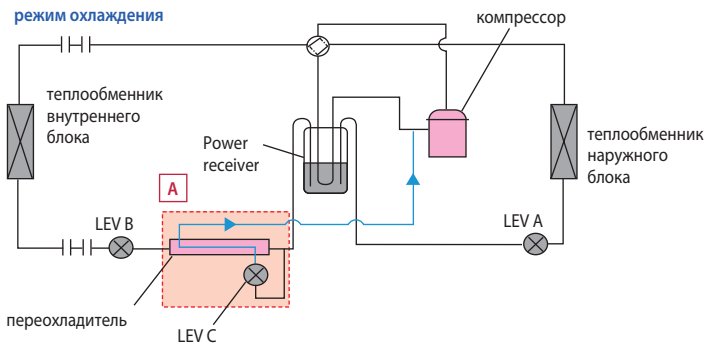 режим охлаждения
компрессор
теплообменник
внутреннего
блока
Power
receiver
теплообменник
наружного
блока
A
LEV B
LEV A
переохладитель
LEV C